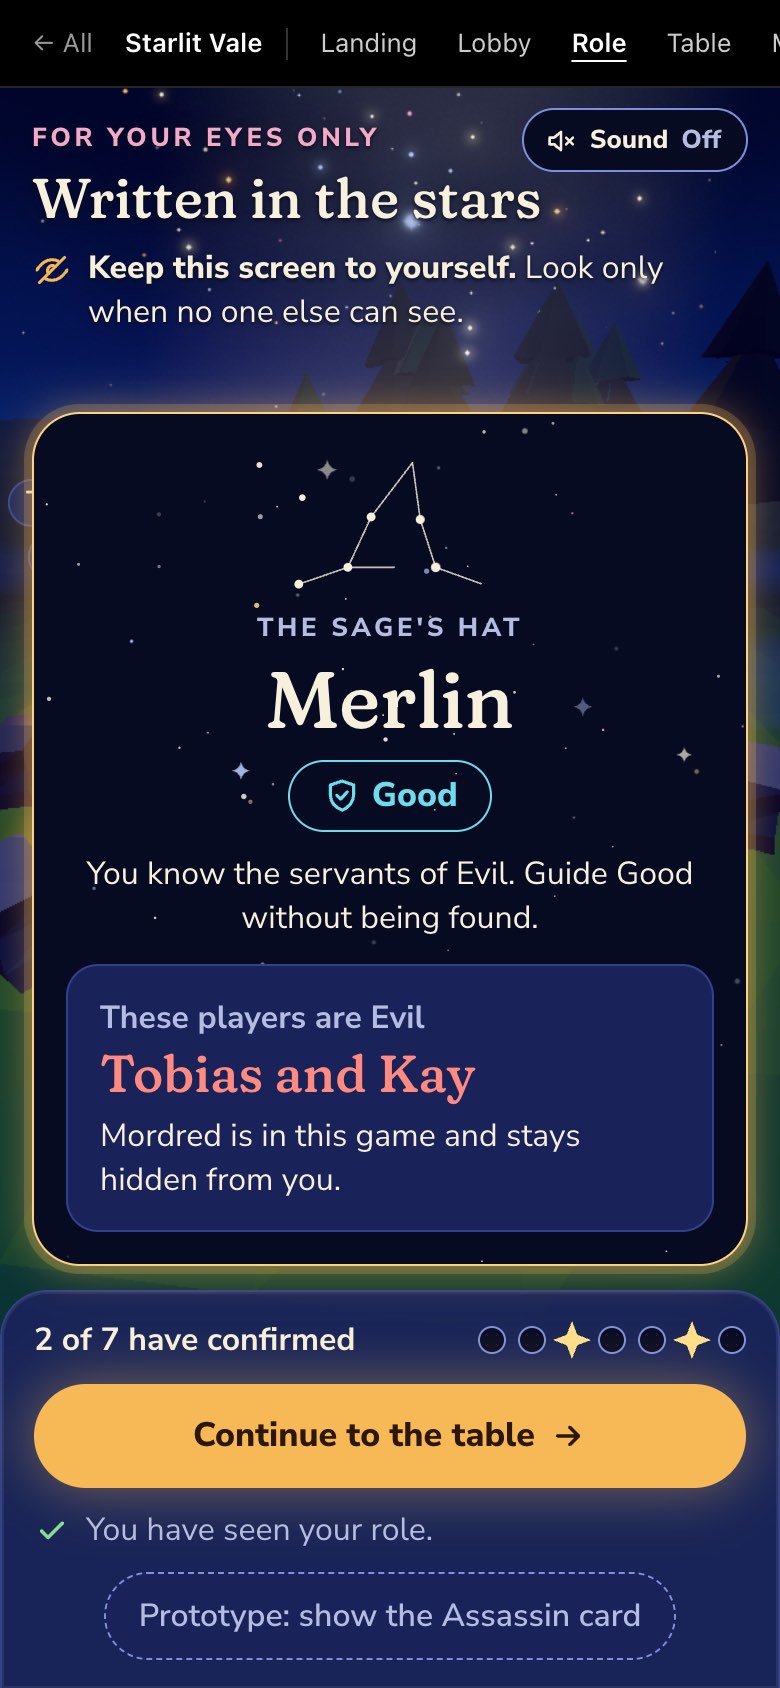 ← All Starlit Vale Landing Lobby Role Table
FOR YOUR EYES ONLY
Sound Off
Written in the stars
Keep this screen to yourself. Look only
when no one else can see.
THE SAGE'S HAT
Merlin
Good
You know the servants of Evil. Guide Good
without being found.
These players are Evil
Tobias and Kay
Mordred is in this game and stays
hidden from you.
2 of 7 have confirmed
Continue to the table →
You have seen your role.
Prototype: show the Assassin card